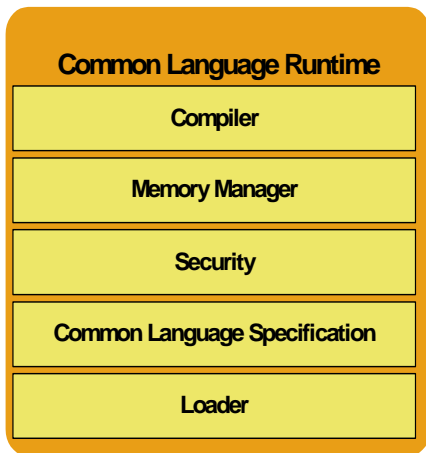 Common Language Runtime
Compiler
Memory Manager
Security
Common Language Specification
Loader